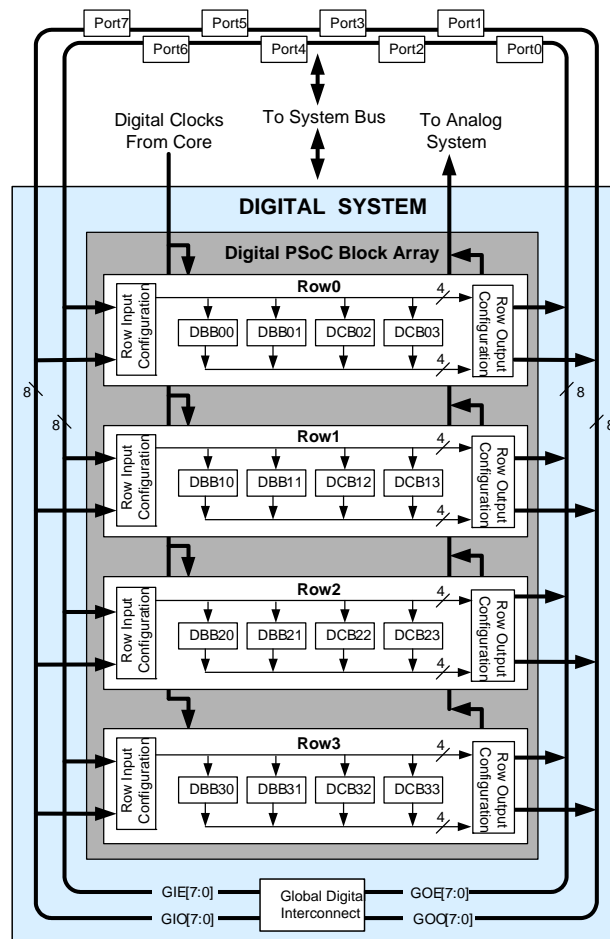 Port7
Port5
Port3
Port1
Port6
Port4
Port2
Port0
Digital Clocks
From Core
To System Bus
To Analog
System
DIGITAL SYSTEM
Digital PSoC Block Array
Row0
Row Input
Configuration
DBB00
DBB01
DCB02
DCB03
4
4
Row Output
Configuration
8
8
8
8
Row1
Row Input
Configuration
DBB10
DBB11
DCB12
DCB13
4
4
Row Output
Configuration
Row2
Row Input
Configuration
DBB20
DBB21
DCB22
DCB23
4
4
Row Output
Configuration
Row3
Row Input
Configuration
DBB30
DBB31
DCB32
DCB33
4
4
Row Output
Configuration
GIE[7:0]
GIO[7:0]
Global Digital
Interconnect
GOE[7:0]
GOO[7:0]